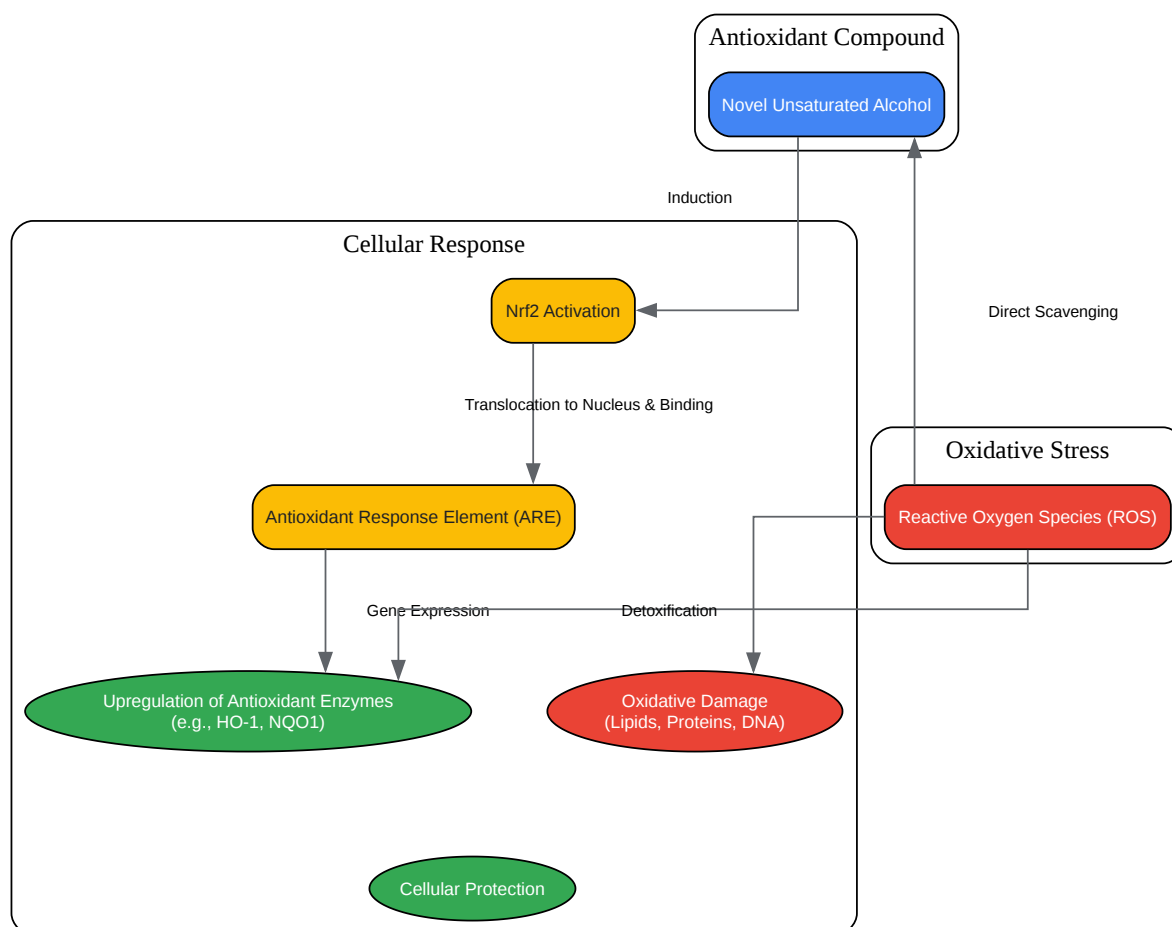 Antioxidant Compound
Novel Unsaturated Alcohol
Induction
Cellular Response
Nrf2 Activation
Direct Scavenging
Translocation to Nucleus & Binding
Oxidative Stress
Antioxidant Response Element (ARE)
Reactive Oxygen Species (ROS)
Gene Expression
Detoxification
Upregulation of Antioxidant Enzymes
(e.g., HO-1, NQO1)
Oxidative Damage
(Lipids, Proteins, DNA)
Cellular Protection